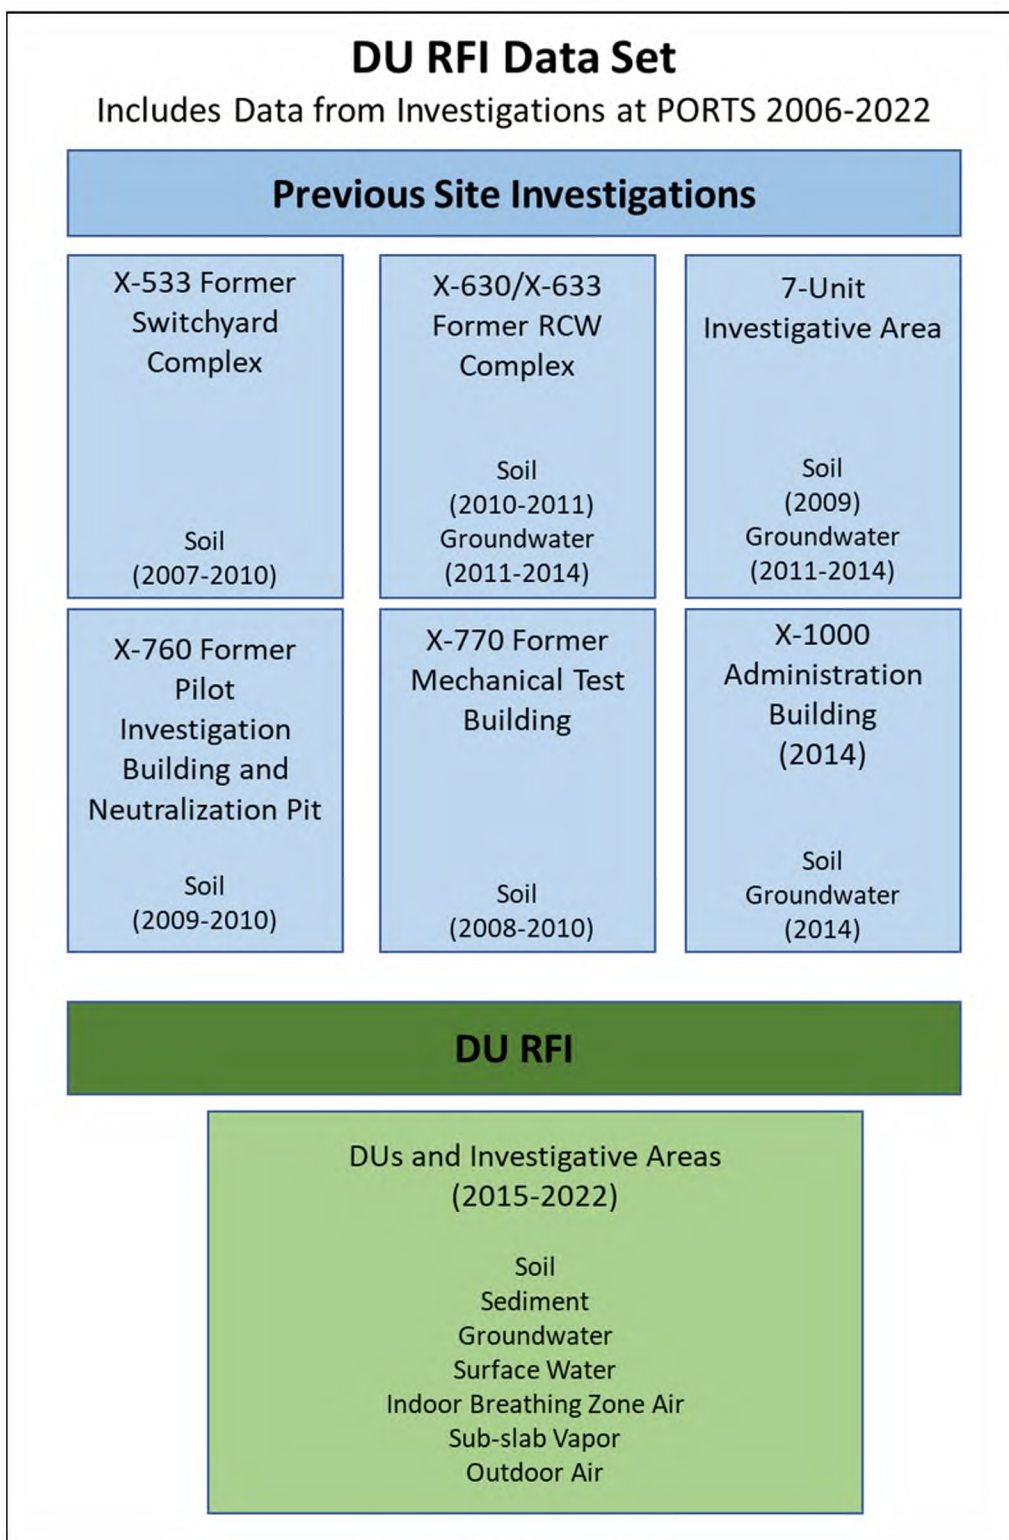 DU RFI Data Set
Includes Data from Investigations at PORTS 2006-2022
Previous Site Investigations
X-533 Former
Switchyard
Complex
Soil
(2007-2010)
X-630/X-633
Former RCW
Complex
Soil
(2010-2011)
Groundwater
(2011-2014)
7-Unit
Investigative Area
Soil
(2009)
Groundwater
(2011-2014)
X-760 Former
Pilot
Investigation
Building and
Neutralization Pit
Soil
(2009-2010)
X-770 Former
Mechanical Test
Building
Soil
(2008-2010)
X-1000
Administration
Building
(2014)
Soil
Groundwater
(2014)
DU RFI
DUs and Investigative Areas
(2015-2022)
Soil
Sediment
Groundwater
Surface Water
Indoor Breathing Zone Air
Sub-slab Vapor
Outdoor Air